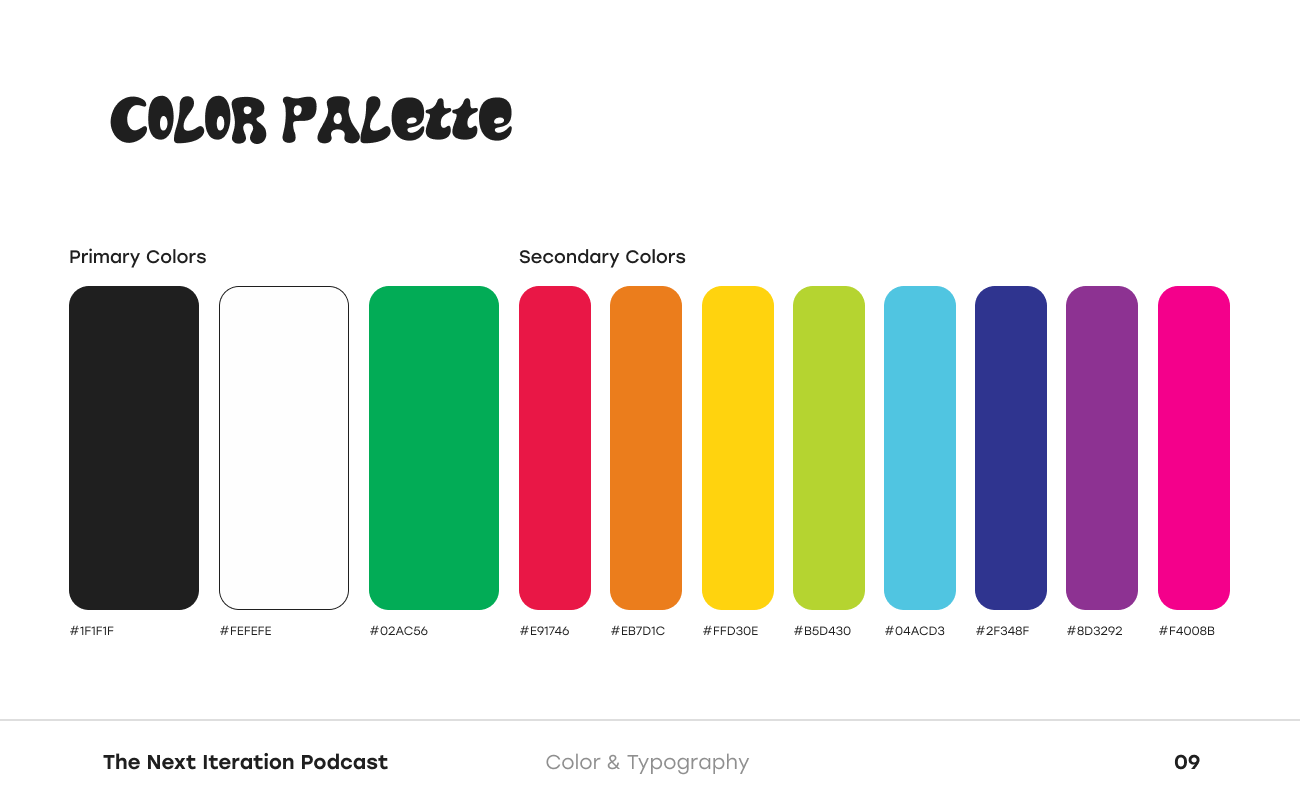 COLOR PALette
Primary Colors
Secondary Colors
#1F1F1F
#FEFEFE
#02AC56
#E91746
#EB7D1C
#FFD30E
#B5D430
#04ACD3
#2F348F
#8D3292
#F4008B
The Next Iteration Podcast
Color & Typography
09